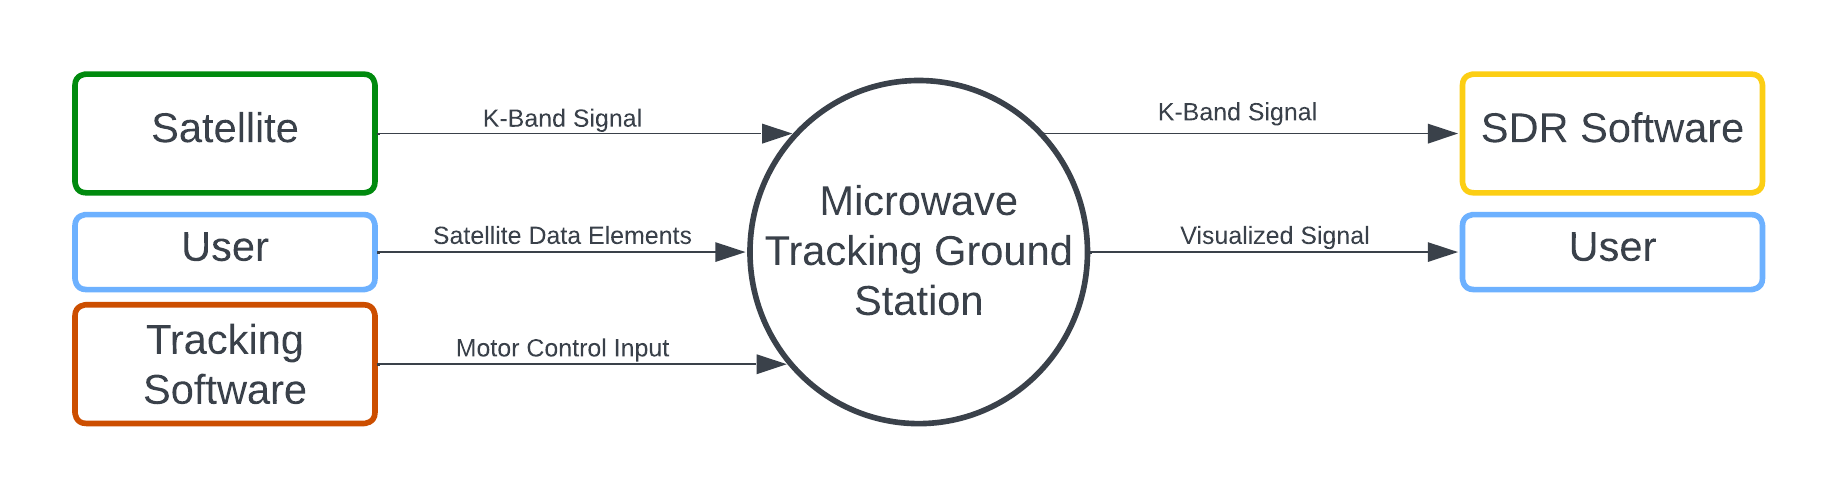 Satellite
K-Band Signal
K-Band Signal
SDR Software
User
Satellite Data Elements
Microwave
Tracking Ground
Station
Visualized Signal
User
Tracking
Software
Motor Control Input